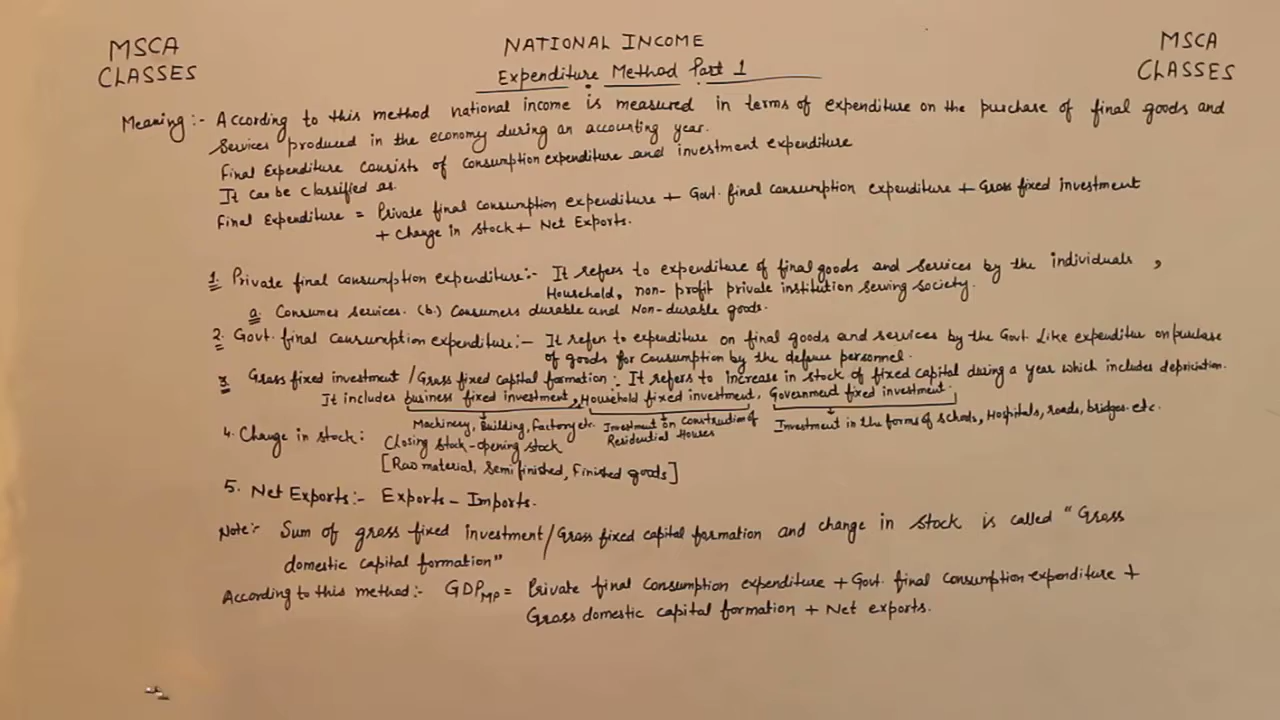 MSCA
CLASSES
NATIONAL INCOME
Expenditure Method Part 1
MSCA
CLASSES
Meaning :- According to this method national income is measured in terms of expenditure on the purchase of final goods and
Services produced in the economy during an accounting year.
Final Expenditure consists of consumption expenditure and investment expenditure
It can be classified as.
Final Expenditure = Private final consumption expenditure + Govt. final consumption expenditure + Gross fixed investment
+ Change in stock + Net Exports.
1. Private final consumption expenditure:- It refers to expenditure of final goods and services by the individuals,
Household, non-profit private institution serving society.
a. Consumer services. (b.) Consumers durable and Non-durable goods.
2. Govt. final consumption expenditure:- It refer to expenditure on final goods and services by the Govt. Like expenditur on purchase
of goods for consumption by the defense personnel.
3. Gross fixed investment / Gross fixed capital formation :- It refers to increase in stock of fixed capital during a year which includes depriciation.
It includes business fixed investment, Household fixed investment, Government fixed investment.
Machinery, Building, Factory etc. Investment on construction of Residential Houses Investment in the forms of schools, Hospitals, roads, bridges. etc.
4. Change in stock: Closing stock - opening stock
[Raw material, Semi finished, Finished goods]
5. Net Exports:- Exports - Imports.
Note:- Sum of gross fixed investment/Gross fixed capital formation and change in stock is called "Gross
domestic capital formation"
According to this method:- GDPMP = Private final consumption expenditure + Govt. final consumption expenditure +
Gross domestic capital formation + Net exports.